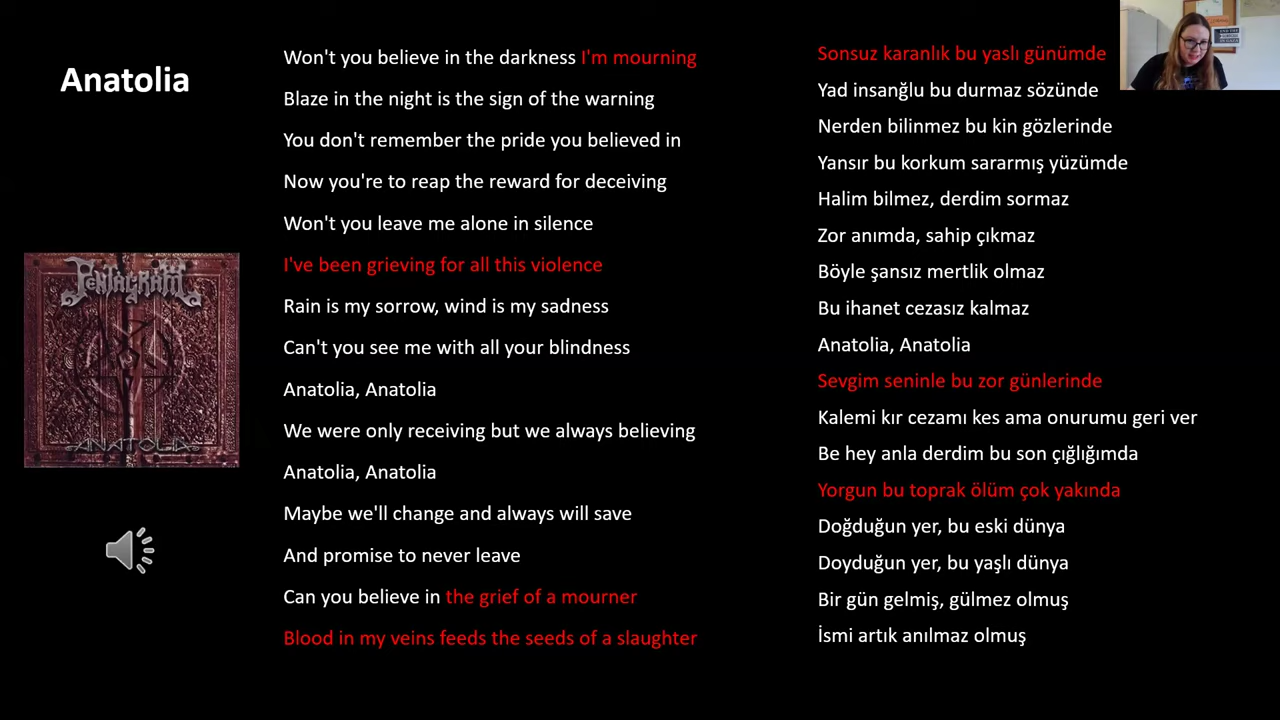 Anatolia
Won't you believe in the darkness I'm mourning
Blaze in the night is the sign of the warning
You don't remember the pride you believed in
Now you're to reap the reward for deceiving
Won't you leave me alone in silence
I've been grieving for all this violence
Rain is my sorrow, wind is my sadness
Can't you see me with all your blindness
Anatolia, Anatolia
We were only receiving but we always believing
Anatolia, Anatolia
Maybe we'll change and always will save
And promise to never leave
Can you believe in the grief of a mourner
Blood in my veins feeds the seeds of a slaughter
Sonsuz karanlık bu yaslı günümde
Yad insanğlu bu durmaz sözünde
Nerden bilinmez bu kin gözlerinde
Yansır bu korkum sararmış yüzümde
Halim bilmez, derdim sormaz
Zor anımda, sahip çıkmaz
Böyle şansız mertlik olmaz
Bu ihanet cezasız kalmaz
Anatolia, Anatolia
Sevgim seninle bu zor günlerinde
Kalemi kır cezamı kes ama onurumu geri ver
Be hey anla derdim bu son çığlığımda
Yorgun bu toprak ölüm çok yakında
Doğduğun yer, bu eski dünya
Doyduğun yer, bu yaşlı dünya
Bir gün gelmiş, gülmez olmuş
İsmi artık anılmaz olmuş
PENTAGRAM
ANATOLIA